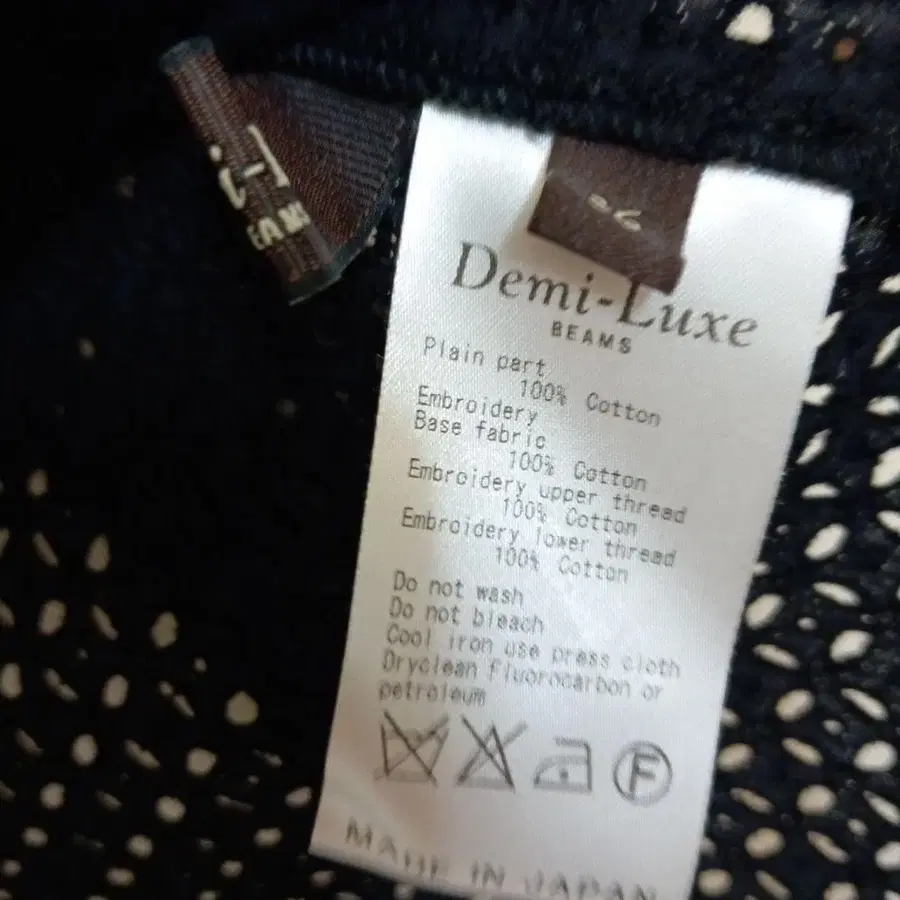 Demi-Luxe
BEAMS
Plain part
100% Cotton
Embroidery
Base fabric
100% Cotton
Embroidery upper thread
100% Cotton
Embroidery lower thread
100% Cotton
Do not wash
Do not bleach
Cool iron use press cloth
Dryclean Fluorocarbon or
petroleum
F
MADE IN JAPAN